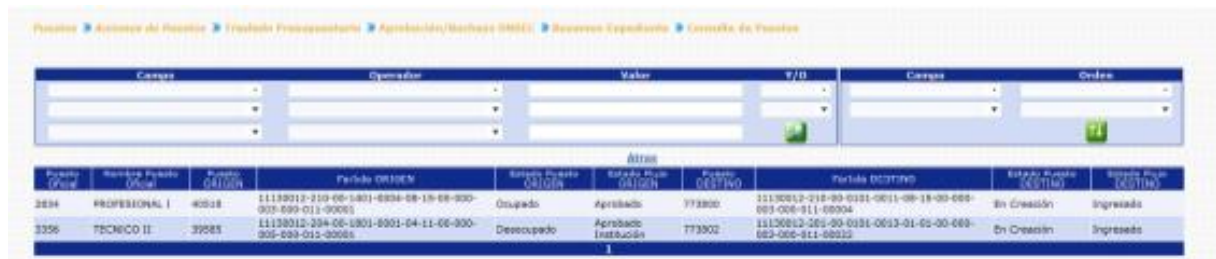 Puestos Acciones de Puestos Traslado Presupuestario Aprobación/Rechazo ONSEC Resumen Expediente Consulta de Puestos
Campo Operador Valor Y/O Campo Orden
Atras
Puesto Oficial Nombre Puesto Oficial Puesto ORIGEN Partida ORIGEN Estado Puesto ORIGEN Estado Flujo ORIGEN Puesto DESTINO Partida DESTINO Estado Puesto DESTINO Estado Flujo DESTINO
2034 PROFESIONAL I 40518 Ocupado Aprobado 773800 En Creación Ingresado
3356 TECNICO II 39585 Desocupado Aprobado Institución 773802 En Creación Ingresado
1